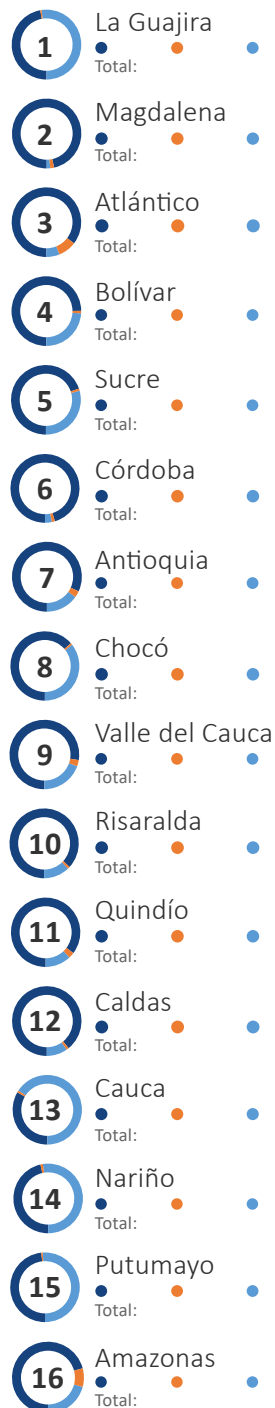 1
La Guajira
Total:
2
Magdalena
Total:
3
Atlántico
Total:
4
Bolívar
Total:
5
Sucre
Total:
6
Córdoba
Total:
7
Antioquia
Total:
8
Chocó
Total:
9
Valle del Cauca
Total:
10
Risaralda
Total:
11
Quindío
Total:
12
Caldas
Total:
13
Cauca
Total:
14
Nariño
Total:
15
Putumayo
Total:
16
Amazonas
Total: